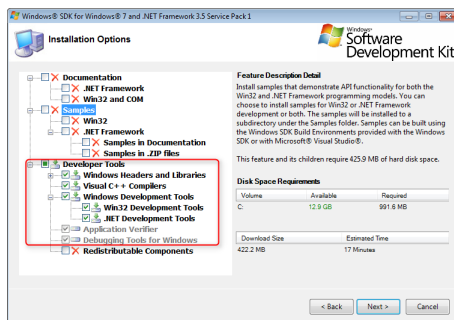 Windows® SDK for Windows® 7 and .NET Framework 3.5 Service Pack 1
Installation Options
Windows®
Software
Development Kit
Documentation
.NET Framework
Win32 and COM
Samples
Win32
.NET Framework
Samples in Documentation
Samples in .ZIP files
Developer Tools
Windows Headers and Libraries
Visual C++ Compilers
Windows Development Tools
Win32 Development Tools
.NET Development Tools
Application Verifier
Debugging Tools for Windows
Redistributable Components
Feature Description Detail
Install samples that demonstrate API functionality for both the
Win32 and .NET Framework programming models. You can
choose to install samples for Win32 or .NET Framework
development or both. The samples will be installed to a
subdirectory under the Samples folder. Samples can be built using
the Windows SDK Build Environments provided with the Windows
SDK or with Microsoft® Visual Studio®.
This feature and its children require 425.9 MB of hard disk space.
Disk Space Requirements
Volume Available Required
C: 12.9 GB 991.6 MB
Download Size Estimated Time
422.2 MB 17 Minutes
< Back Next > Cancel